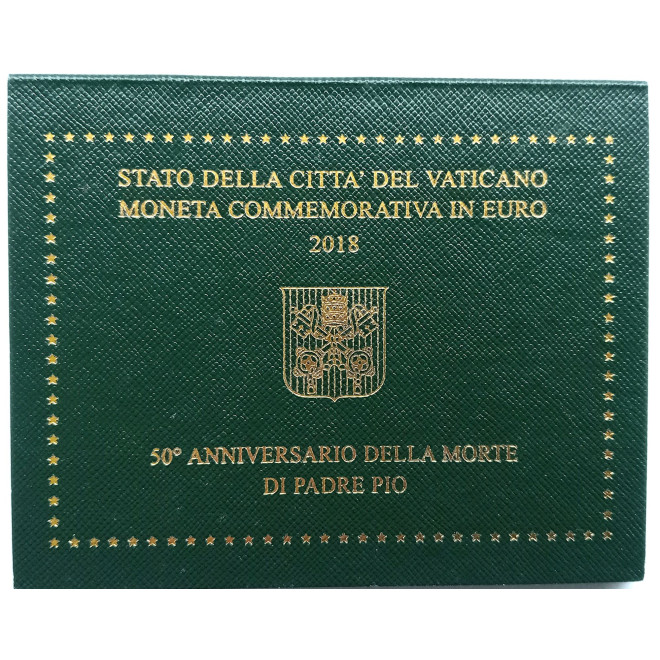 STATO DELLA CITTA' DEL VATICANO
MONETA COMMEMORATIVA IN EURO
2018
50° ANNIVERSARIO DELLA MORTE
DI PADRE PIO